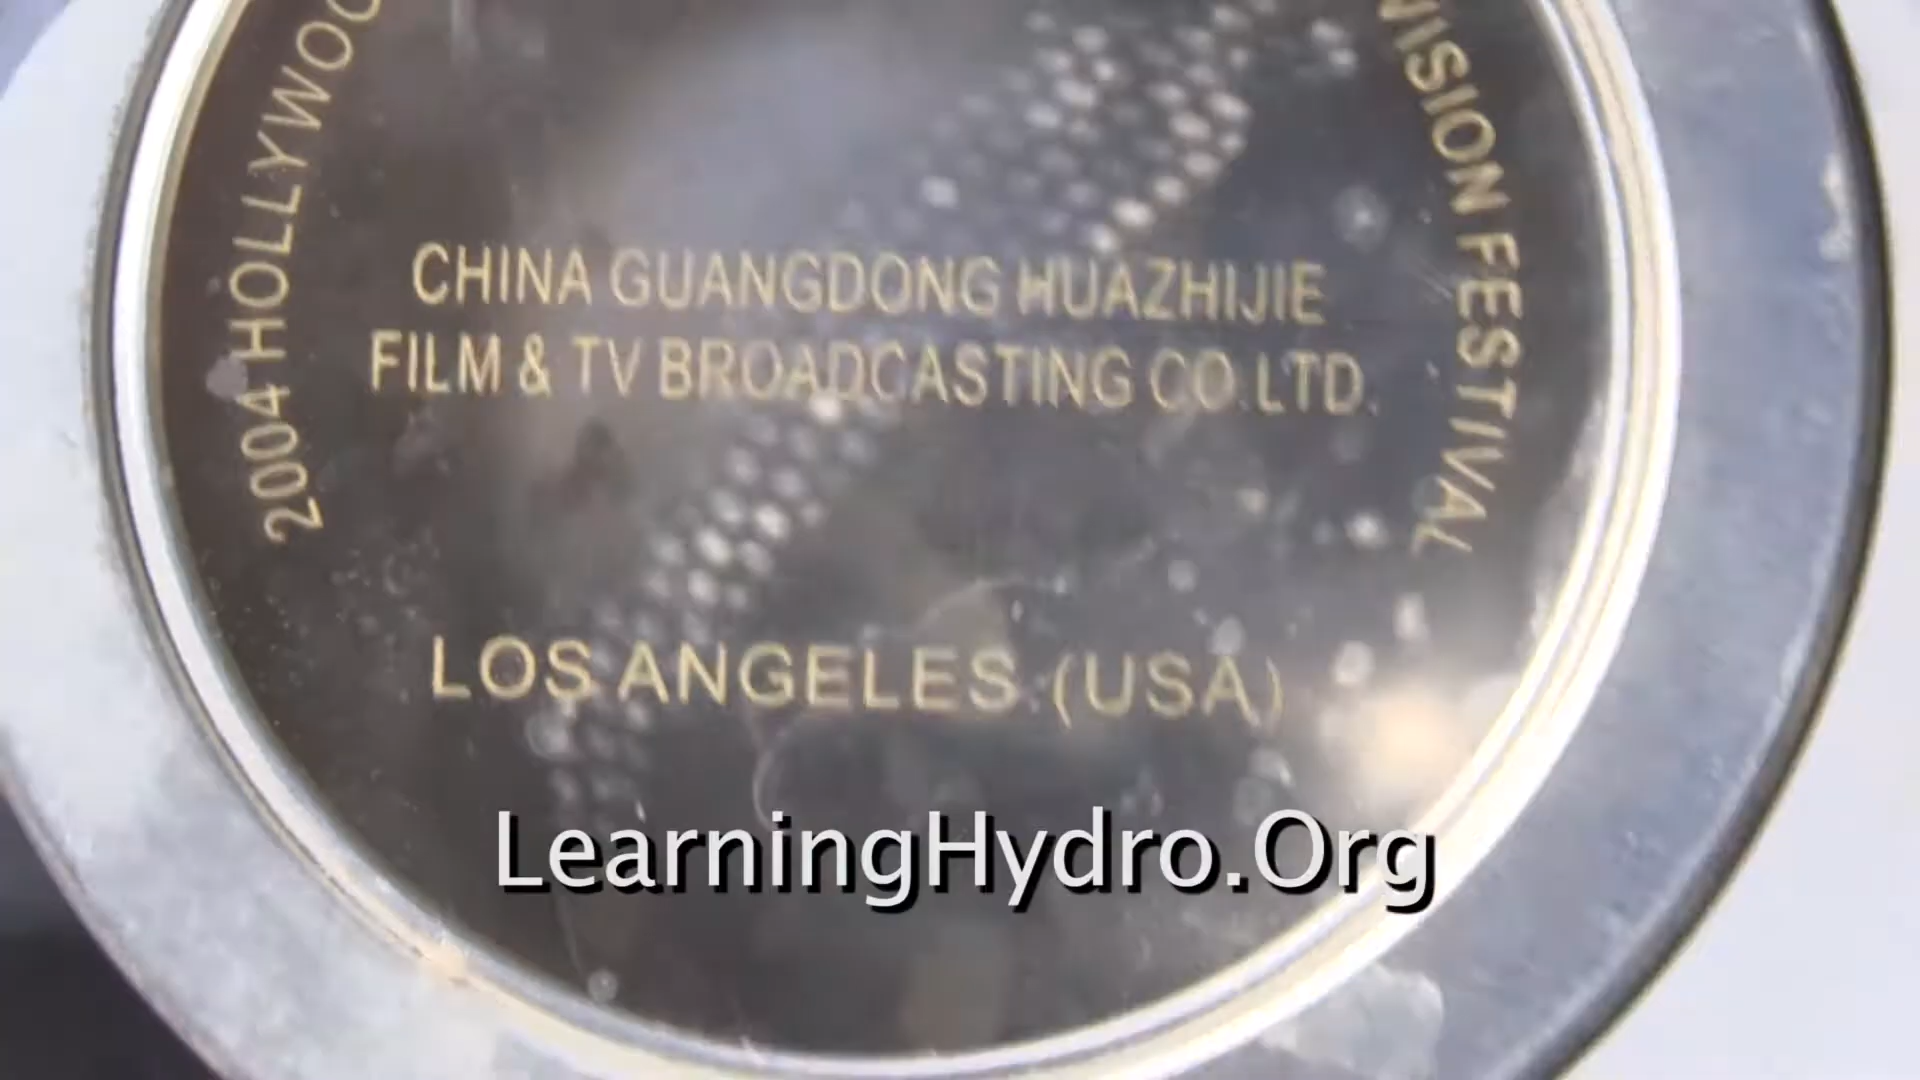 2004 HOLLYWOO
VISION FESTIVAL
CHINA GUANGDONG HUAZHIJIE
FILM & TV BROADCASTING CO.LTD.
LOS ANGELES (USA)
LearningHydro.Org